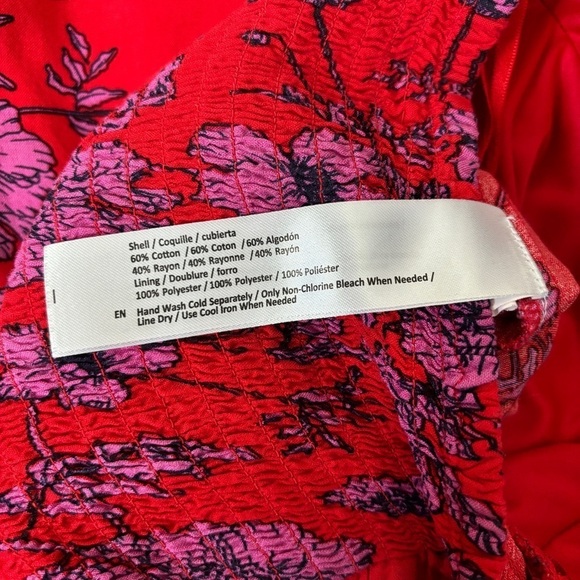 Shell / Coquille / cubierta
60% Cotton / 60% Coton / 60% Algodón
40% Rayon / 40% Rayonne / 40% Rayón
Lining / Doublure / forro
100% Polyester / 100% Polyester / 100% Poliéster
EN Hand Wash Cold Separately / Only Non-Chlorine Bleach When Needed /
Line Dry / Use Cool Iron When Needed